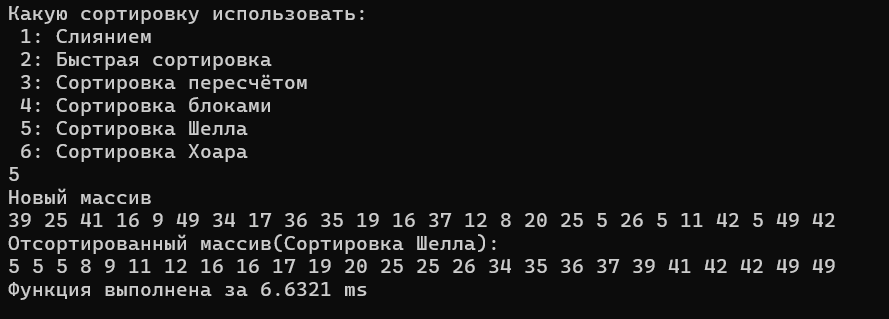 Какую сортировку использовать:
1: Слиянием
2: Быстрая сортировка
3: Сортировка пересчётом
4: Сортировка блоками
5: Сортировка Шелла
6: Сортировка Хоара
5
Новый массив
39 25 41 16 9 49 34 17 36 35 19 16 37 12 8 20 25 5 26 5 11 42 5 49 42
Отсортированный массив(Сортировка Шелла):
5 5 5 8 9 11 12 16 16 17 19 20 25 25 26 34 35 36 37 39 41 42 42 49 49
Функция выполнена за 6.6321 ms